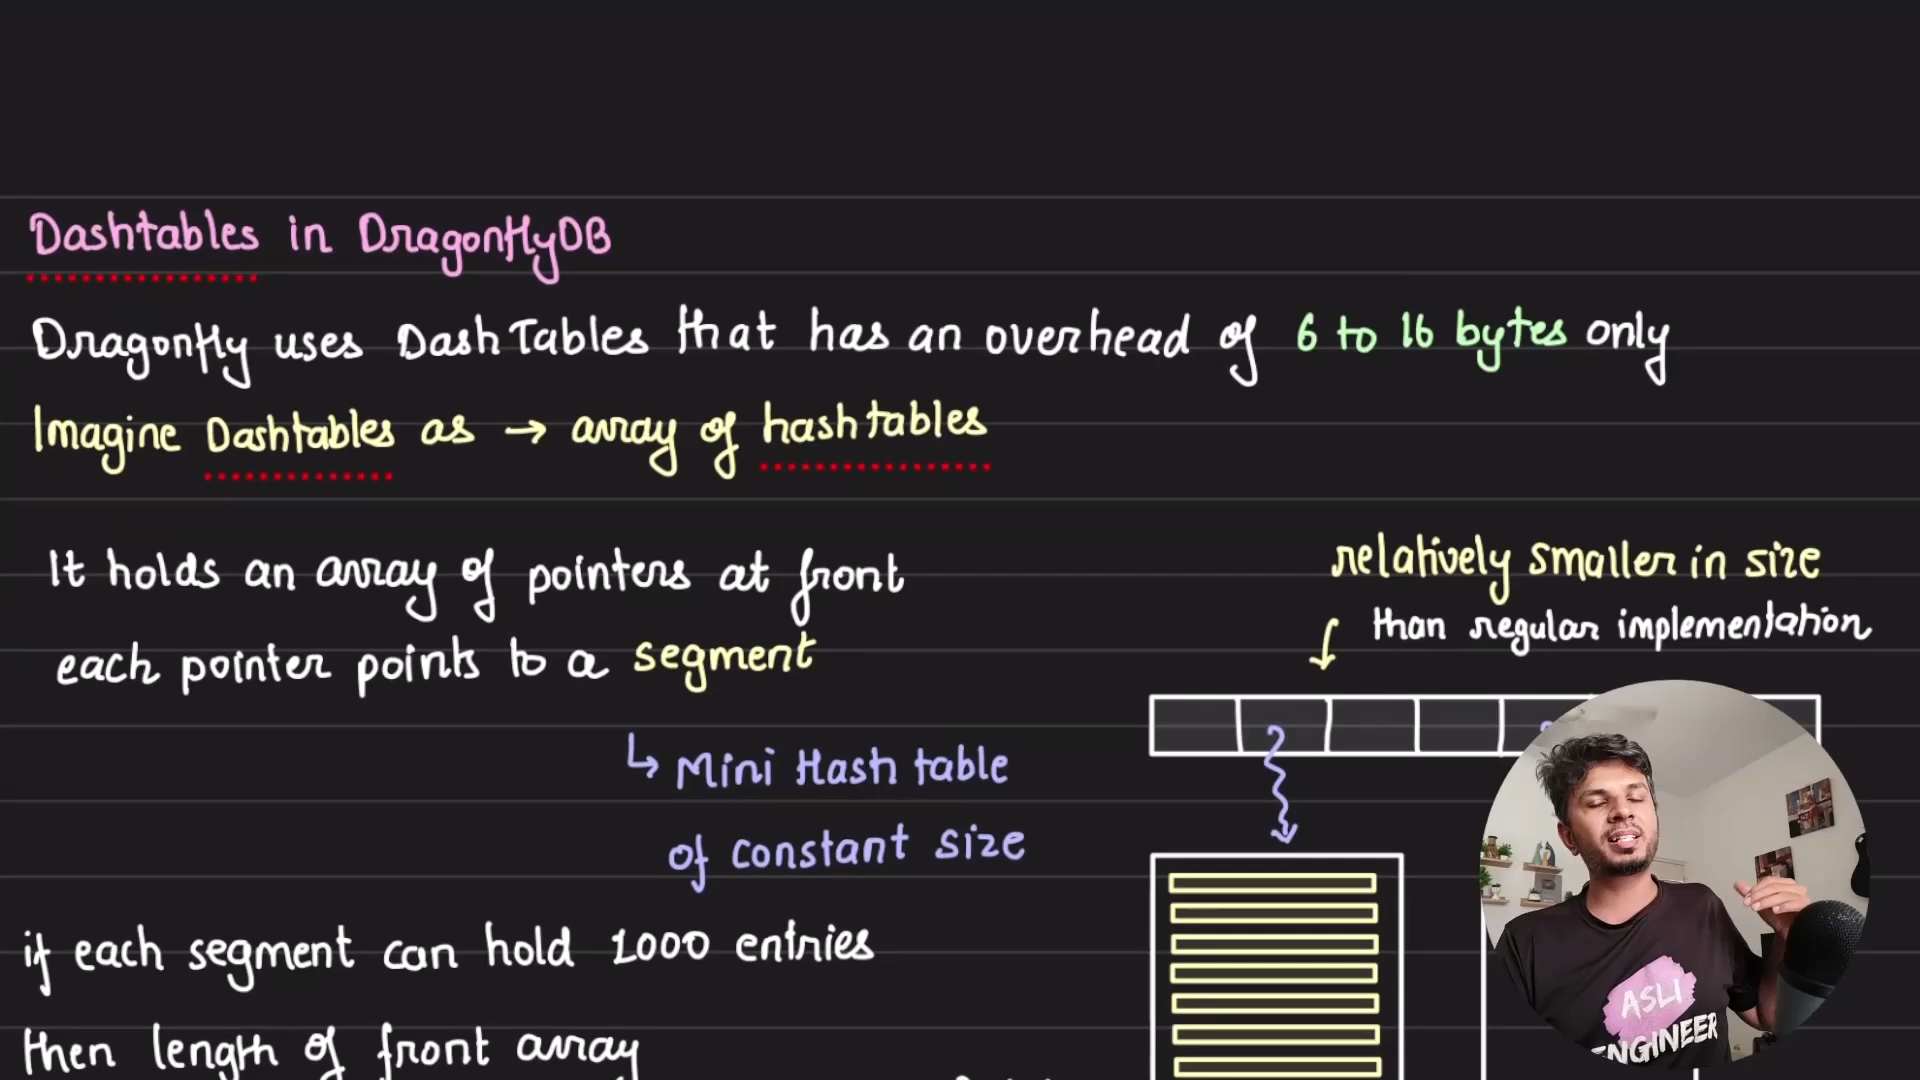 Dashtables in DragonflyDB
Dragonfly uses DashTables that has an overhead of 6 to 16 bytes only
Imagine Dashtables as → array of hashtables
It holds an array of pointers at front
each pointer points to a segment
↳ Mini Hash table
of constant size
relatively smaller in size
than regular implementation
if each segment can hold 1000 entries
then length of front array
ASLI
ENGINEER